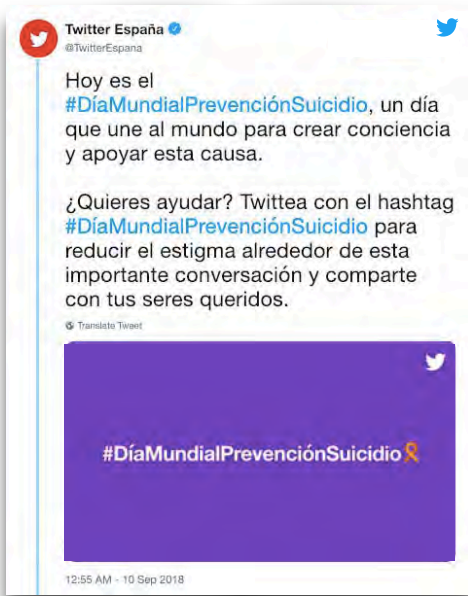 Twitter España
@TwitterEspana
Hoy es el
#DíaMundialPrevenciónSuicidio, un día
que une al mundo para crear conciencia
y apoyar esta causa.
¿Quieres ayudar? Twittea con el hashtag
#DíaMundialPrevenciónSuicidio para
reducir el estigma alrededor de esta
importante conversación y comparte
con tus seres queridos.
Translate Tweet
#DíaMundialPrevenciónSuicidio
12:55 AM - 10 Sep 2018